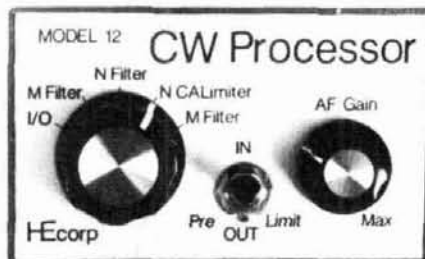 MODEL 12
CW Processor
N Filter
M Filter
N CALimiter
I/O
M Filter
AF Gain
IN
Pre
Limit
OUT
Max
HEcorp